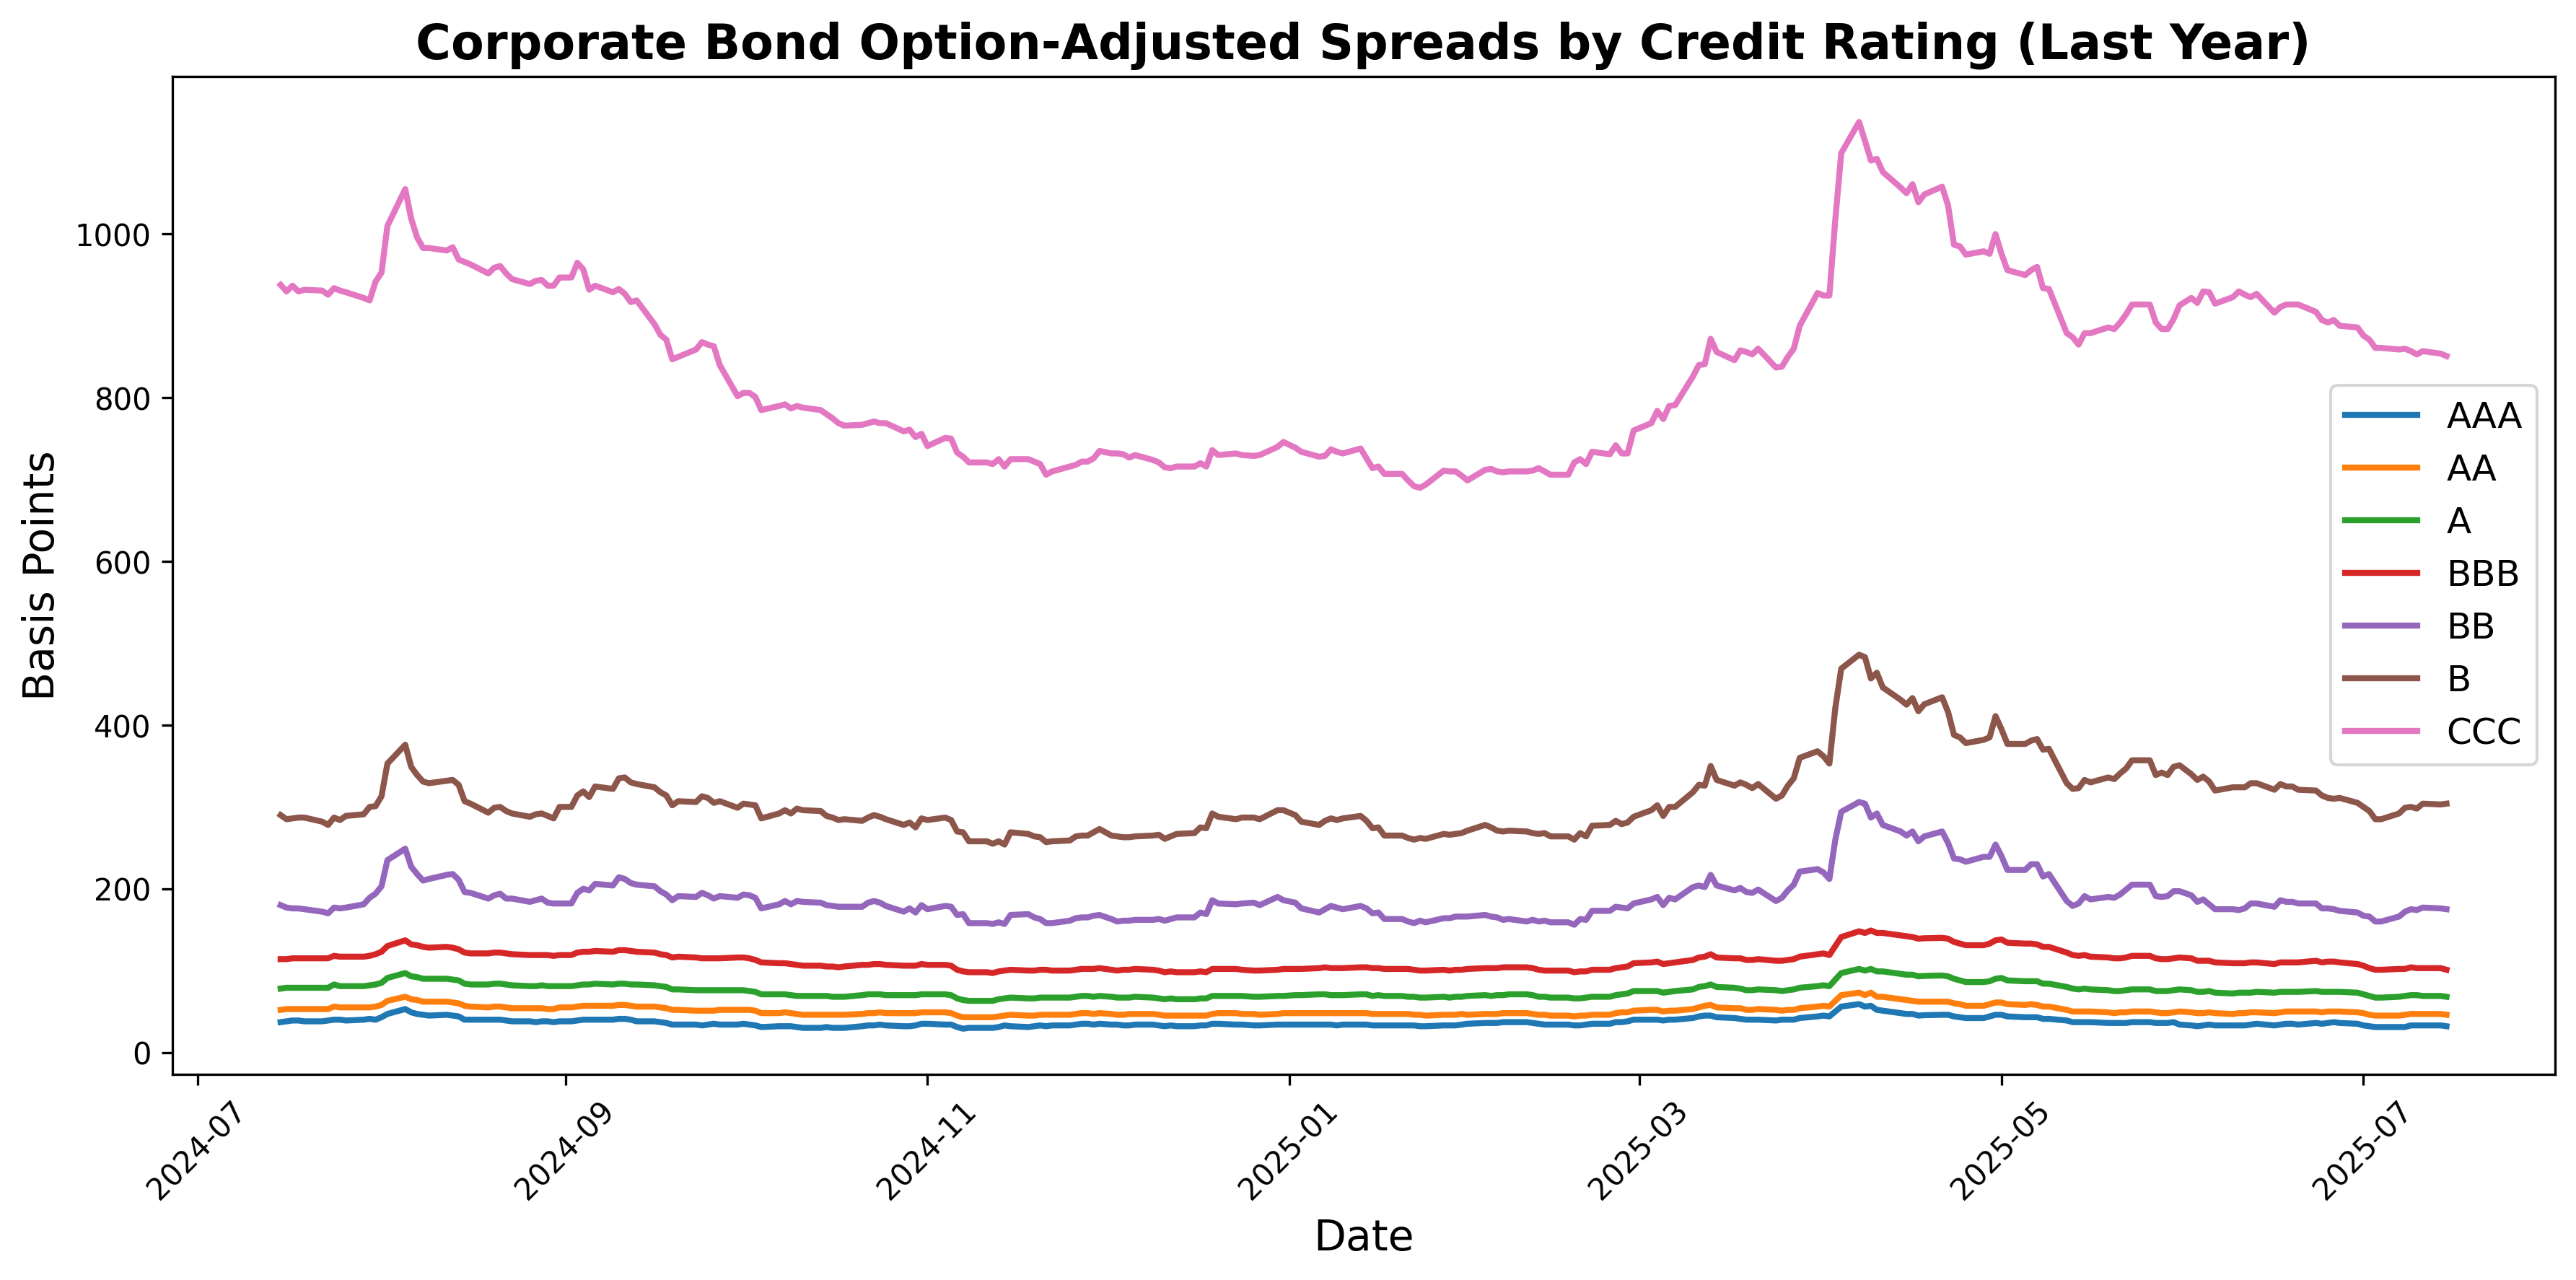 Corporate Bond Option-Adjusted Spreads by Credit Rating (Last Year)
Basis Points
1000
800
600
400
200
0
AAA
AA
A
BBB
BB
B
CCC
2024-07
2024-09
2024-11
2025-01
2025-03
2025-05
2025-07
Date